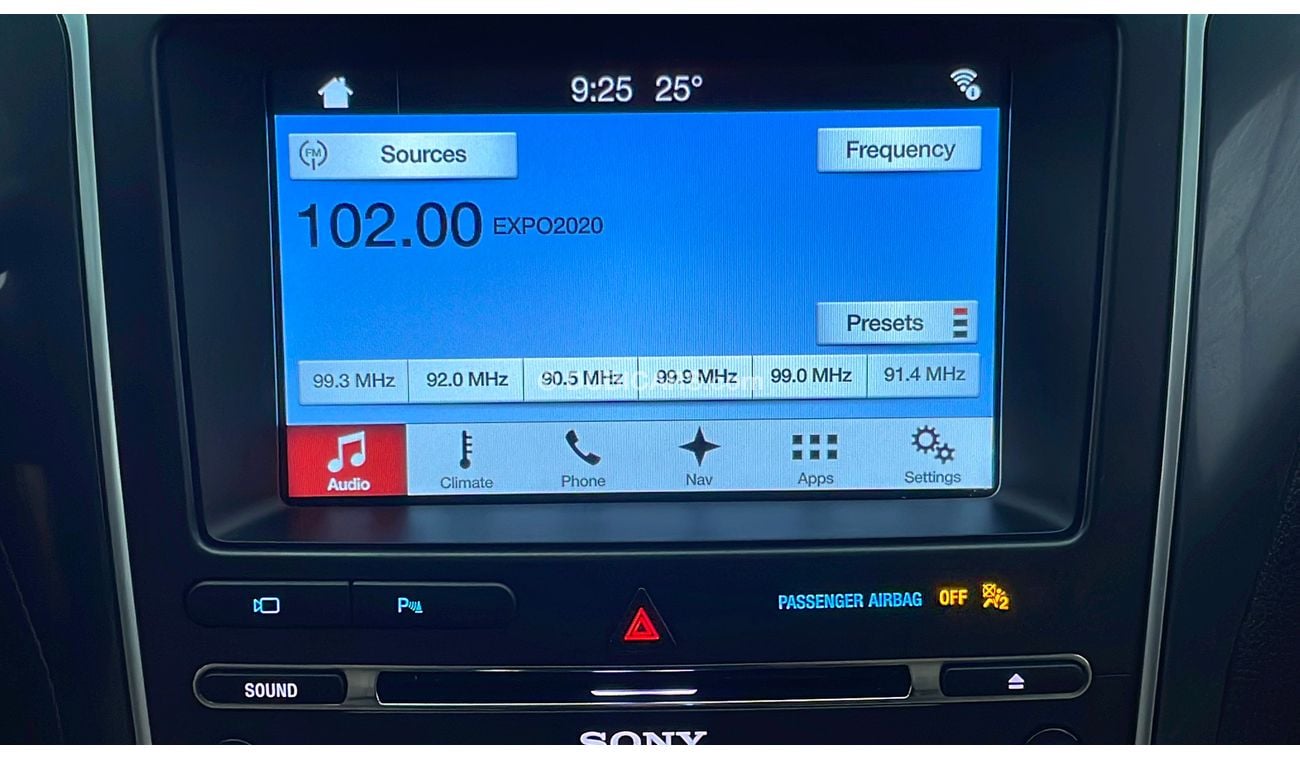 9:25 25°
FM Sources Frequency
102.00 EXPO2020
Presets
99.3 MHz 92.0 MHz 90.5 MHz 99.9 MHz 99.0 MHz 91.4 MHz
Audio Climate Phone Nav Apps Settings
P PASSENGER AIRBAG OFF 2
SOUND
SONY